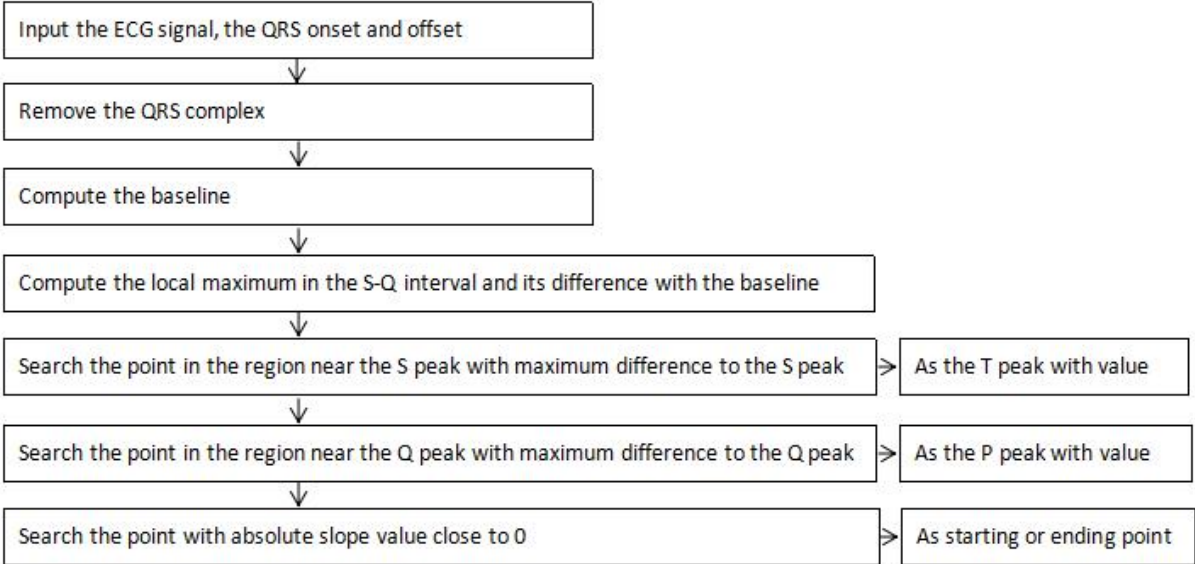 Input the ECG signal, the QRS onset and offset
Remove the QRS complex
Compute the baseline
Compute the local maximum in the S-Q interval and its difference with the baseline
Search the point in the region near the S peak with maximum difference to the S peak
As the T peak with value
Search the point in the region near the Q peak with maximum difference to the Q peak
As the P peak with value
Search the point with absolute slope value close to 0
As starting or ending point